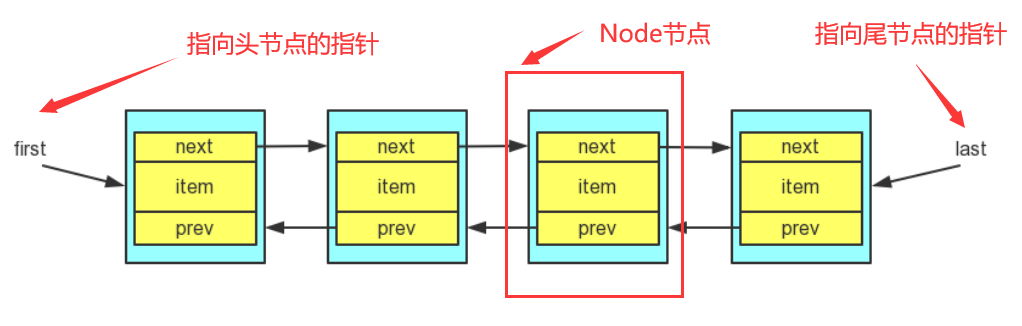 指向头节点的指针
Node节点
指向尾节点的指针
first
last
next
next
next
next
item
item
item
item
prev
prev
prev
prev